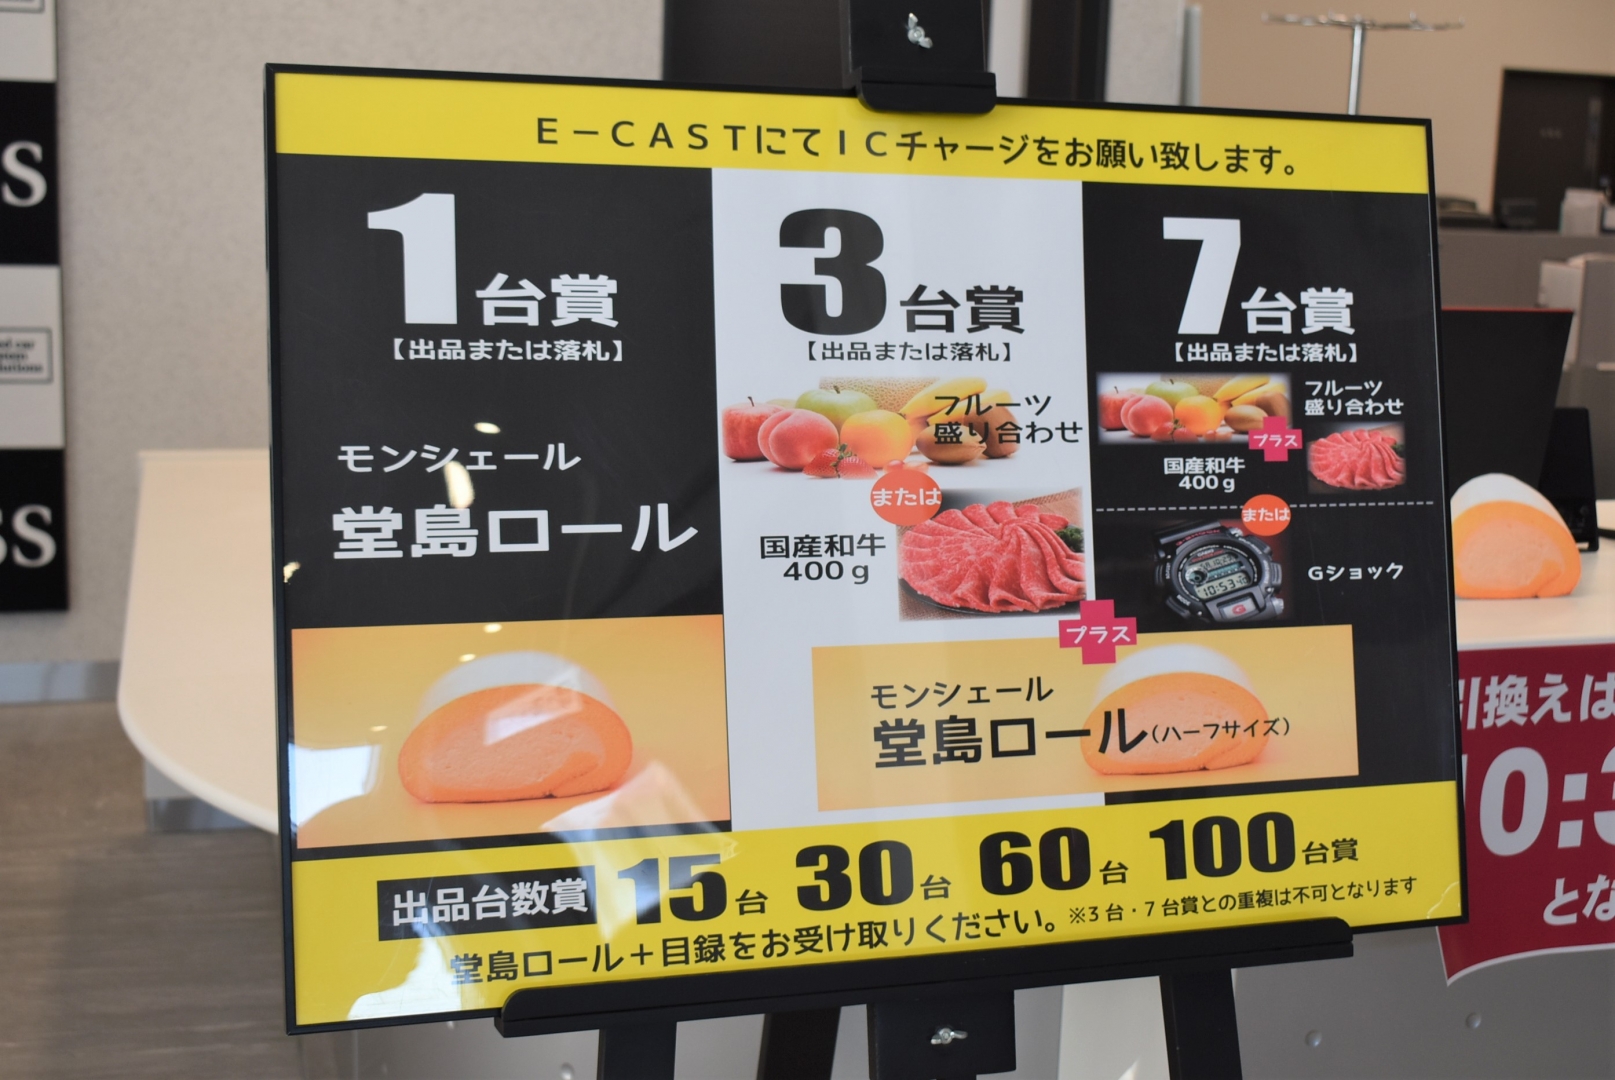 E－CASTにてICチャージをお願い致します。
1台賞
【出品または落札】
モンシェール
堂島ロール
3台賞
【出品または落札】
フルーツ
盛り合わせ
または
国産和牛
400g
7台賞
【出品または落札】
フルーツ
盛り合わせ
プラス
国産和牛
400g
または
Gショック
プラス
モンシェール
堂島ロール(ハーフサイズ)
出品台数賞 15台 30台 60台 100台賞
堂島ロール＋目録をお受け取りください。※3台・7台賞との重複は不可となります
引換えは
0:3
とな
S
SS